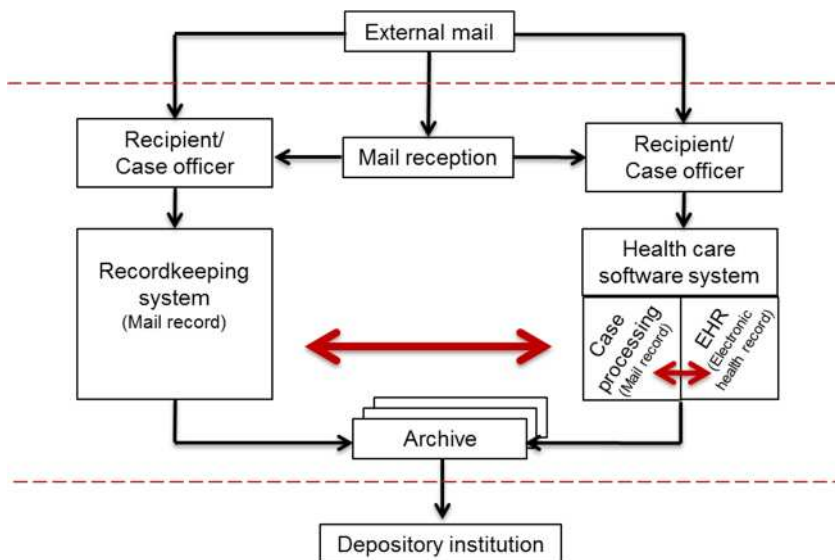 External mail
Recipient/
Case officer
Mail reception
Recipient/
Case officer
Recordkeeping
system
(Mail record)
Health care
software system
Case
processing
(Mail record)
EHR
(Electronic
health record)
Archive
Depository institution